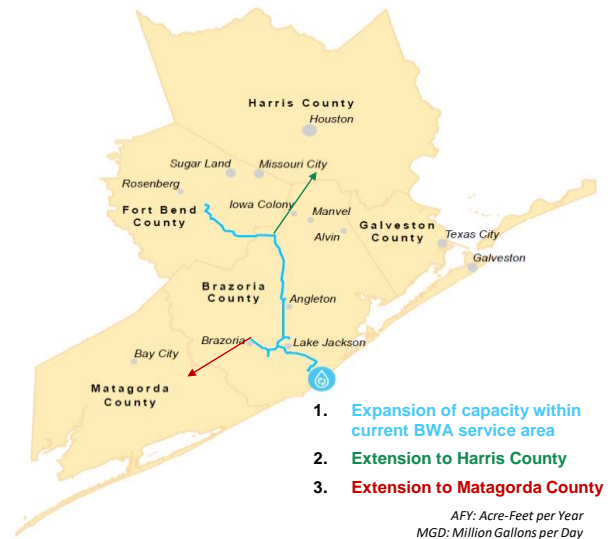 Harris County
Houston
Sugar Land
Missouri City
Rosenberg
Iowa Colony
Manvel
Fort Bend
County
Alvin
Galveston
County
Texas City
Galveston
Brazoria
County
Angleton
Brazoria
Lake Jackson
Bay City
Matagorda
County
1. Expansion of capacity within
current BWA service area
2. Extension to Harris County
3. Extension to Matagorda County
AFY: Acre-Feet per Year
MGD: Million Gallons per Day